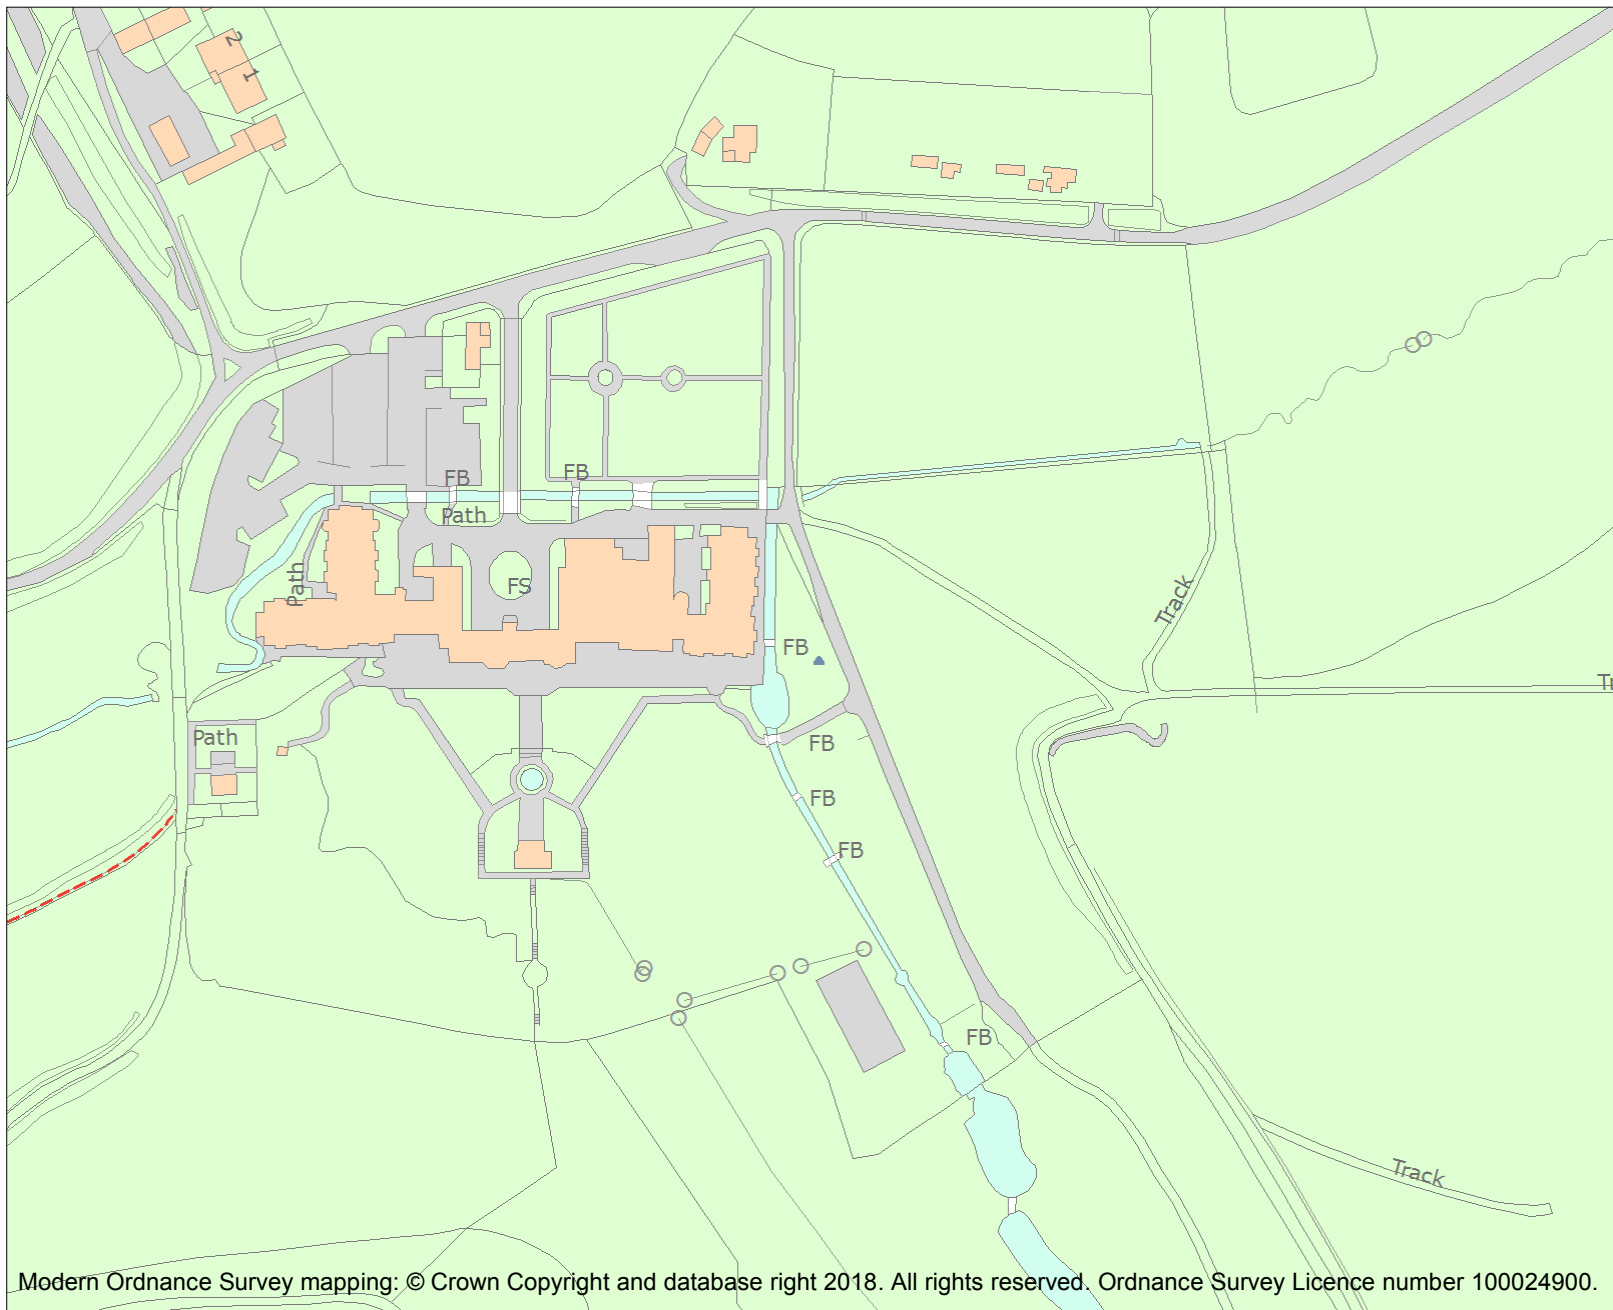 2
1
FB
FB
Path
Path
FS
Track
FB
Tr
Path
FB
FB
FB
FB
Track
Modern Ordnance Survey mapping: © Crown Copyright and database right 2018. All rights reserved. Ordnance Survey Licence number 100024900.